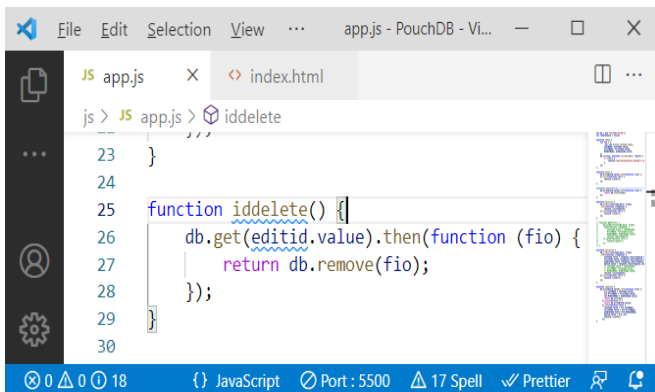 File Edit Selection View ··· app.js - PouchDB - Vi...
JS app.js <> index.html
js > JS app.js > iddelete
22 });
23 }
24
25 function iddelete() {
26 db.get(editid.value).then(function (fio) {
27 return db.remove(fio);
28 });
29 }
30
0 0 18 {} JavaScript Port : 5500 17 Spell Prettier